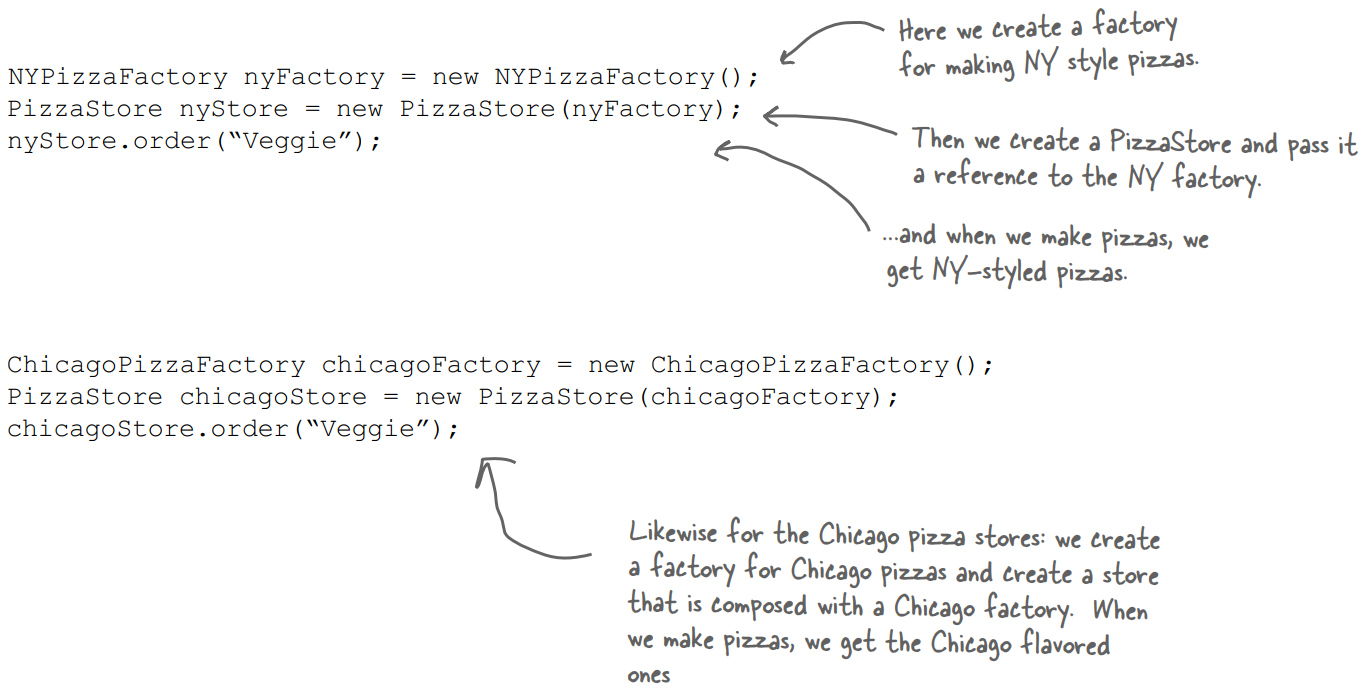 Here we create a factory
for making NY style pizzas.
NYPizzaFactory nyFactory = new NYPizzaFactory();
PizzaStore nyStore = new PizzaStore(nyFactory);
nyStore.order(“Veggie”);
Then we create a PizzaStore and pass it
a reference to the NY factory.
...and when we make pizzas, we
get NY-styled pizzas.
ChicagoPizzaFactory chicagoFactory = new ChicagoPizzaFactory();
PizzaStore chicagoStore = new PizzaStore(chicagoFactory);
chicagoStore.order(“Veggie”);
Likewise for the Chicago pizza stores: we create
a factory for Chicago pizzas and create a store
that is composed with a Chicago factory. When
we make pizzas, we get the Chicago flavored
ones